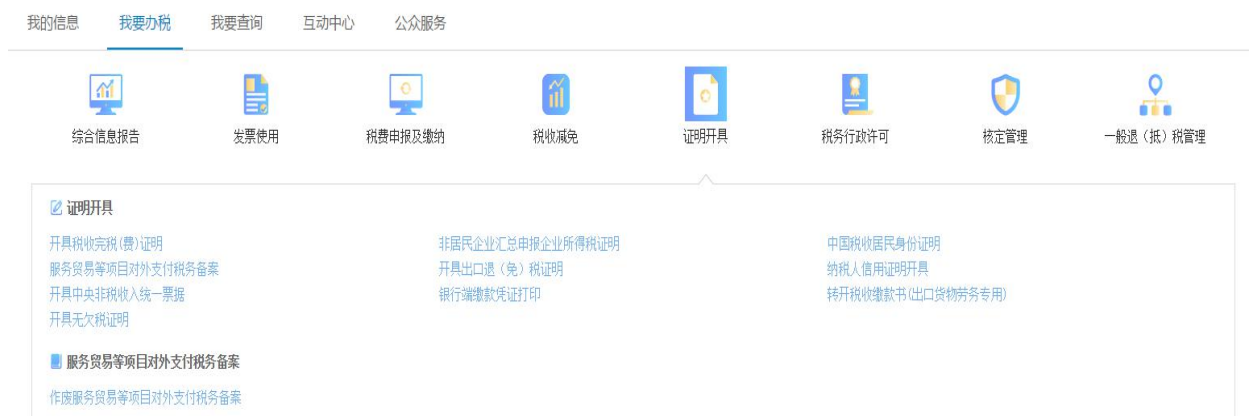 我的信息 我要办税 我要查询 互动中心 公众服务
综合信息报告 发票使用 税费申报及缴纳 税收减免 证明开具 税务行政许可 核定管理 一般退（抵）税管理
证明开具
开具税收完税(费)证明 非居民企业汇总申报企业所得税证明 中国税收居民身份证明
服务贸易等项目对外支付税务备案 开具出口退（免）税证明 纳税人信用证明开具
开具中央非税收入统一票据 银行端缴款凭证打印 转开税收缴款书(出口货物劳务专用)
开具无欠税证明
服务贸易等项目对外支付税务备案
作废服务贸易等项目对外支付税务备案